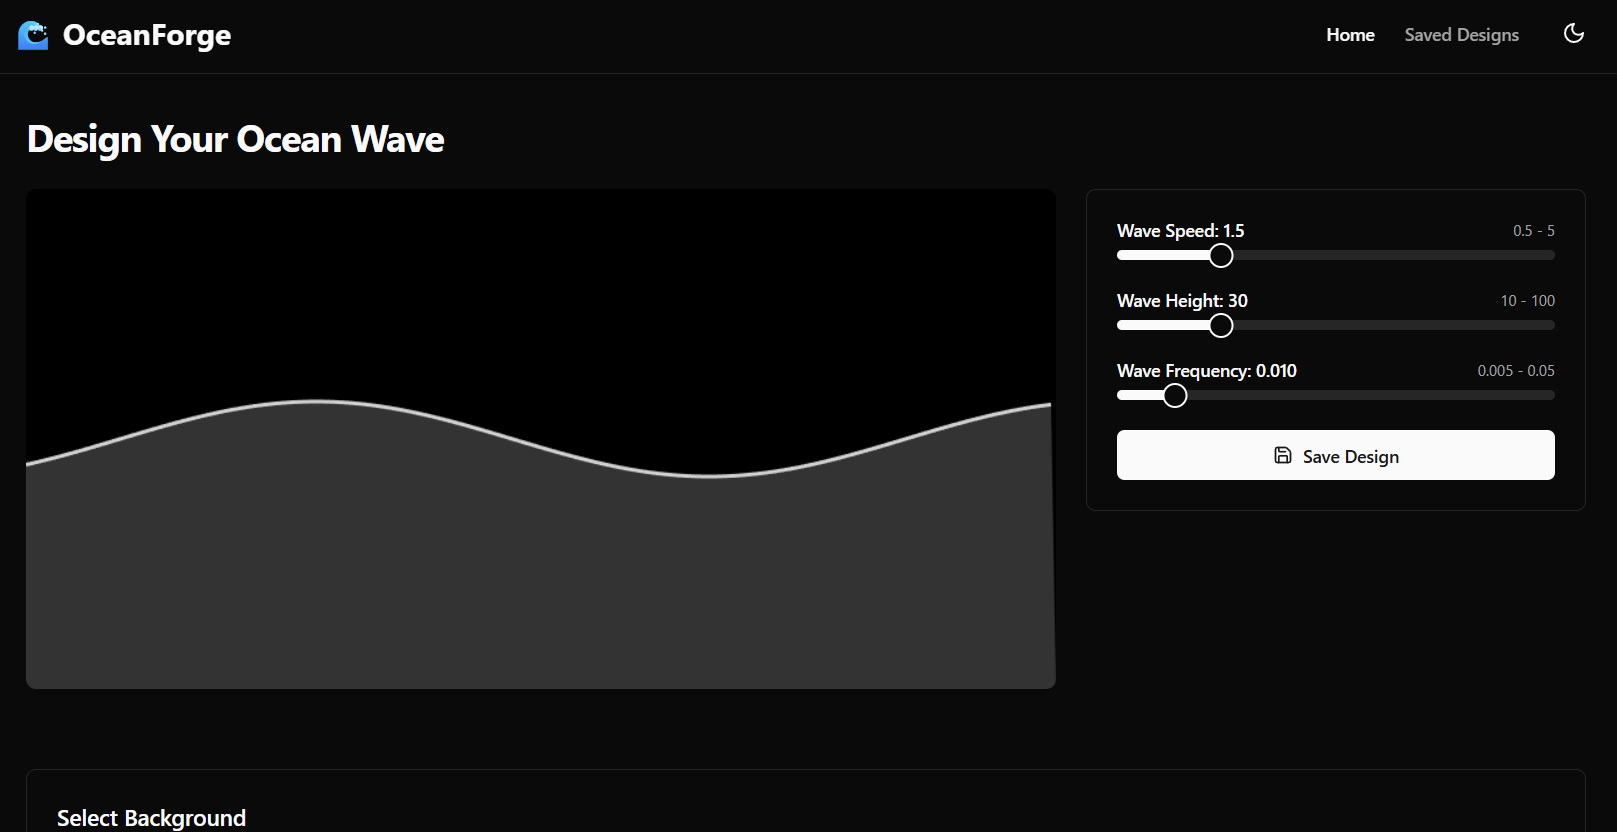 OceanForge
Home
Saved Designs
Design Your Ocean Wave
Wave Speed: 1.5
0.5 - 5
Wave Height: 30
10 - 100
Wave Frequency: 0.010
0.005 - 0.05
Save Design
Select Background